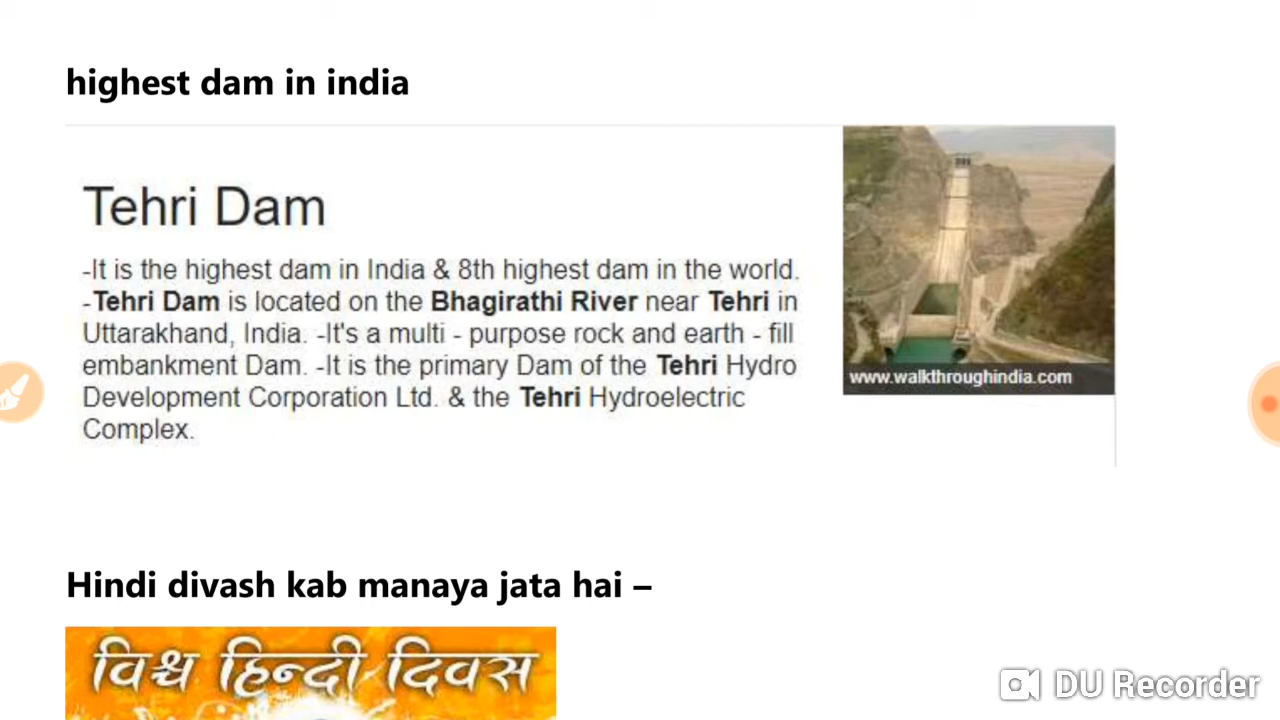 highest dam in india
Tehri Dam
-It is the highest dam in India & 8th highest dam in the world.
-Tehri Dam is located on the Bhagirathi River near Tehri in
Uttarakhand, India. -It's a multi - purpose rock and earth - fill
embankment Dam. -It is the primary Dam of the Tehri Hydro
Development Corporation Ltd. & the Tehri Hydroelectric
Complex.
www.walkthroughindia.com
Hindi divash kab manaya jata hai –
विश्व हिन्दी दिवस
DU Recorder